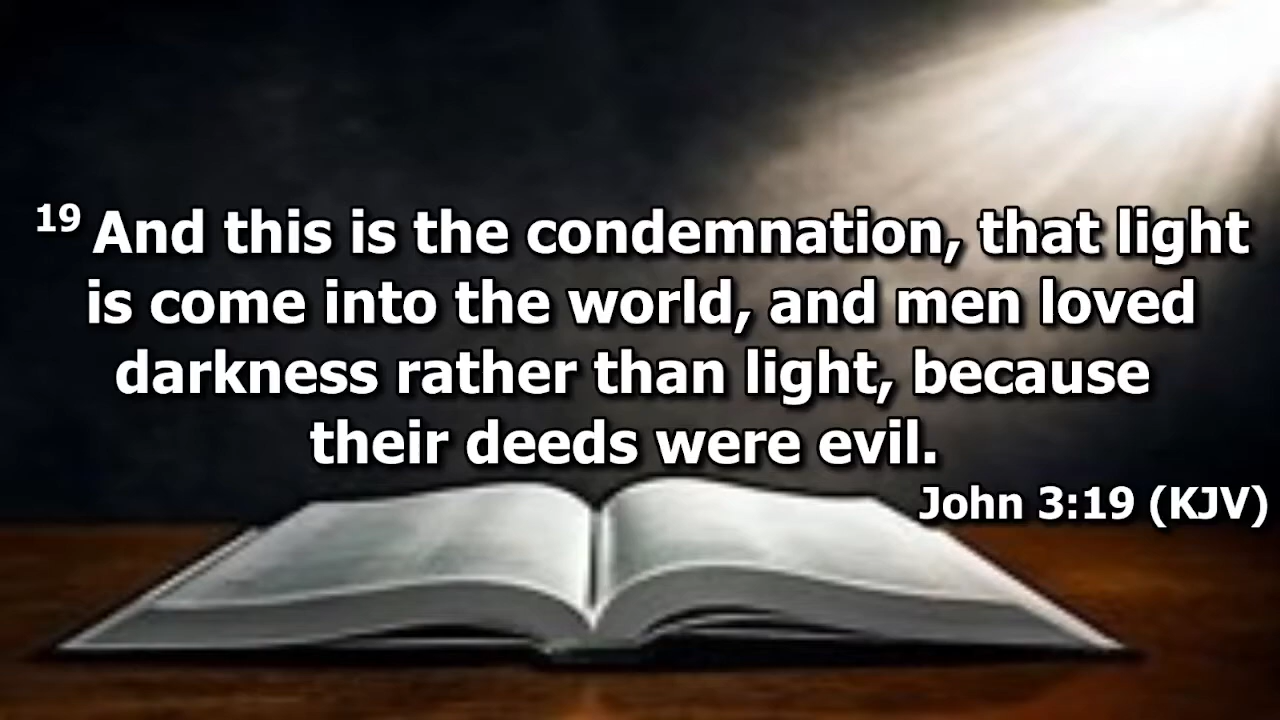 19 And this is the condemnation, that light
is come into the world, and men loved
darkness rather than light, because
their deeds were evil.
John 3:19 (KJV)